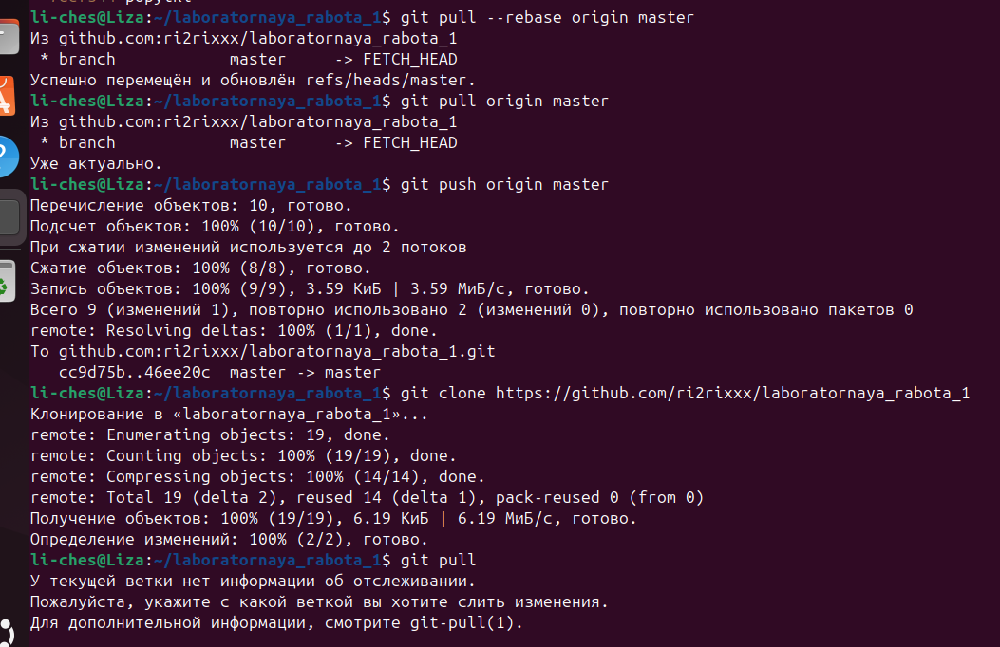 li-ches@Liza:~/laboratornaya_rabota_1$ git pull --rebase origin master
Из github.com:ri2rixxx/laboratornaya_rabota_1
 * branch            master     -> FETCH_HEAD
Успешно перемещён и обновлён refs/heads/master.
li-ches@Liza:~/laboratornaya_rabota_1$ git pull origin master
Из github.com:ri2rixxx/laboratornaya_rabota_1
 * branch            master     -> FETCH_HEAD
Уже актуально.
li-ches@Liza:~/laboratornaya_rabota_1$ git push origin master
Перечисление объектов: 10, готово.
Подсчет объектов: 100% (10/10), готово.
При сжатии изменений используется до 2 потоков
Сжатие объектов: 100% (8/8), готово.
Запись объектов: 100% (9/9), 3.59 КиБ | 3.59 МиБ/с, готово.
Всего 9 (изменений 1), повторно использовано 2 (изменений 0), повторно использовано пакетов 0
remote: Resolving deltas: 100% (1/1), done.
To github.com:ri2rixxx/laboratornaya_rabota_1.git
   cc9d75b..46ee20c  master -> master
li-ches@Liza:~/laboratornaya_rabota_1$ git clone https://github.com/ri2rixxx/laboratornaya_rabota_1
Клонирование в «laboratornaya_rabota_1»...
remote: Enumerating objects: 19, done.
remote: Counting objects: 100% (19/19), done.
remote: Compressing objects: 100% (14/14), done.
remote: Total 19 (delta 2), reused 14 (delta 1), pack-reused 0 (from 0)
Получение объектов: 100% (19/19), 6.19 КиБ | 6.19 МиБ/с, готово.
Определение изменений: 100% (2/2), готово.
li-ches@Liza:~/laboratornaya_rabota_1$ git pull
У текущей ветки нет информации об отслеживании.
Пожалуйста, укажите с какой веткой вы хотите слить изменения.
Для дополнительной информации, смотрите git-pull(1).